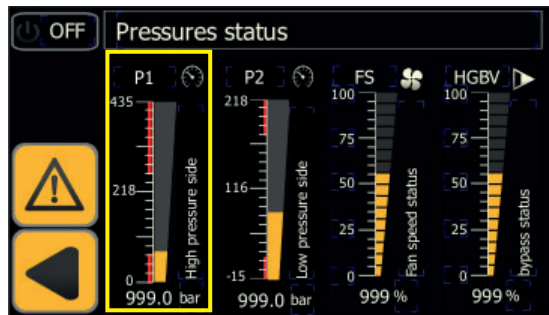 OFF
Pressures status
P1
P2
FS
HGBV
435
218
0
High pressure side
999.0 bar
218
116
-15
Low pressure side
999.0 bar
100
75
50
25
0
Fan speed status
999 %
100
75
50
25
0
bypass status
999 %